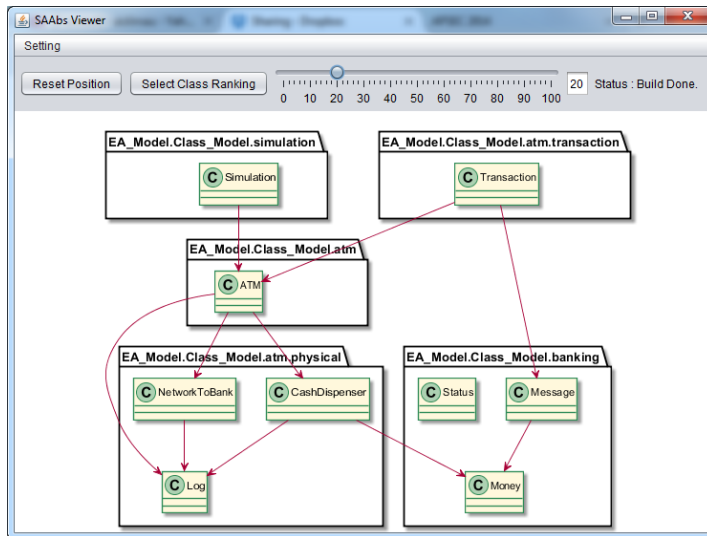 SAAbs Viewer
Setting
Reset Position Select Class Ranking 20 Status : Build Done.
0 10 20 30 40 50 60 70 80 90 100
EA_Model.Class_Model.simulation EA_Model.Class_Model.atm.transaction
C Simulation C Transaction
EA_Model.Class_Model.atm
C ATM
EA_Model.Class_Model.atm.physical EA_Model.Class_Model.banking
C NetworkToBank C CashDispenser C Status C Message
C Log C Money